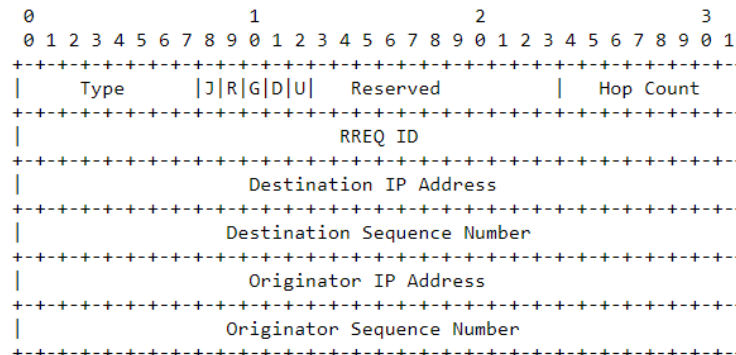 0                   1                   2                   3
0 1 2 3 4 5 6 7 8 9 0 1 2 3 4 5 6 7 8 9 0 1 2 3 4 5 6 7 8 9 0 1
+-+-+-+-+-+-+-+-+-+-+-+-+-+-+-+-+-+-+-+-+-+-+-+-+-+-+-+-+-+-+-+-
|     Type      |J|R|G|D|U|   Reserved          |   Hop Count
+-+-+-+-+-+-+-+-+-+-+-+-+-+-+-+-+-+-+-+-+-+-+-+-+-+-+-+-+-+-+-+-
|                            RREQ ID
+-+-+-+-+-+-+-+-+-+-+-+-+-+-+-+-+-+-+-+-+-+-+-+-+-+-+-+-+-+-+-+-
|                    Destination IP Address
+-+-+-+-+-+-+-+-+-+-+-+-+-+-+-+-+-+-+-+-+-+-+-+-+-+-+-+-+-+-+-+-
|                  Destination Sequence Number
+-+-+-+-+-+-+-+-+-+-+-+-+-+-+-+-+-+-+-+-+-+-+-+-+-+-+-+-+-+-+-+-
|                    Originator IP Address
+-+-+-+-+-+-+-+-+-+-+-+-+-+-+-+-+-+-+-+-+-+-+-+-+-+-+-+-+-+-+-+-
|                  Originator Sequence Number
+-+-+-+-+-+-+-+-+-+-+-+-+-+-+-+-+-+-+-+-+-+-+-+-+-+-+-+-+-+-+-+-